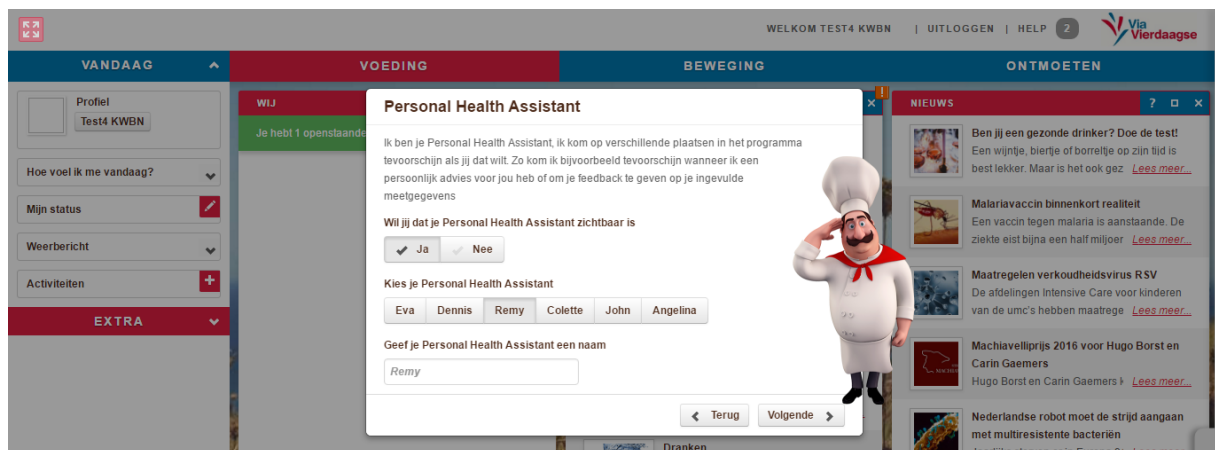 WELKOM TEST4 KWBN | UITLOGGEN | HELP 2
Via
Vierdaagse
VANDAAG
VOEDING
BEWEGING
ONTMOETEN
Profiel
Test4 KWBN
Hoe voel ik me vandaag?
Mijn status
Weerbericht
Activiteiten
EXTRA
WIJ
Je hebt 1 openstaande
Personal Health Assistant
Ik ben je Personal Health Assistant, ik kom op verschillende plaatsen in het programma
tevoorschijn als jij dat wilt. Zo kom ik bijvoorbeeld tevoorschijn wanneer ik een
persoonlijk advies voor jou heb of om je feedback te geven op je ingevulde
meetgegevens
Wil jij dat je Personal Health Assistant zichtbaar is
Ja Nee
Kies je Personal Health Assistant
Eva Dennis Remy Colette John Angelina
Geef je Personal Health Assistant een naam
Remy
Terug Volgende
Dranken
NIEUWS
Ben jij een gezonde drinker? Doe de test!
Een wijntje, biertje of borreltje op zijn tid is
best lekker. Maar is het ook gez Lees meer...
Malariavaccin binnenkort realiteit
Een vaccin tegen malaria is aanstaande. De
ziekte eist bijna een half miljoer Lees meer...
Maatregelen verkoudheidsvirus RSV
De afdelingen Intensive Care voor kinderen
van de umc's hebben maatrege Lees meer...
Machiavelliprijs 2016 voor Hugo Borst en
Carin Gaemers
Hugo Borst en Carin Gaemers Lees meer...
Nederlandse robot moet de strijd aangaan
met multiresistente bacteriën